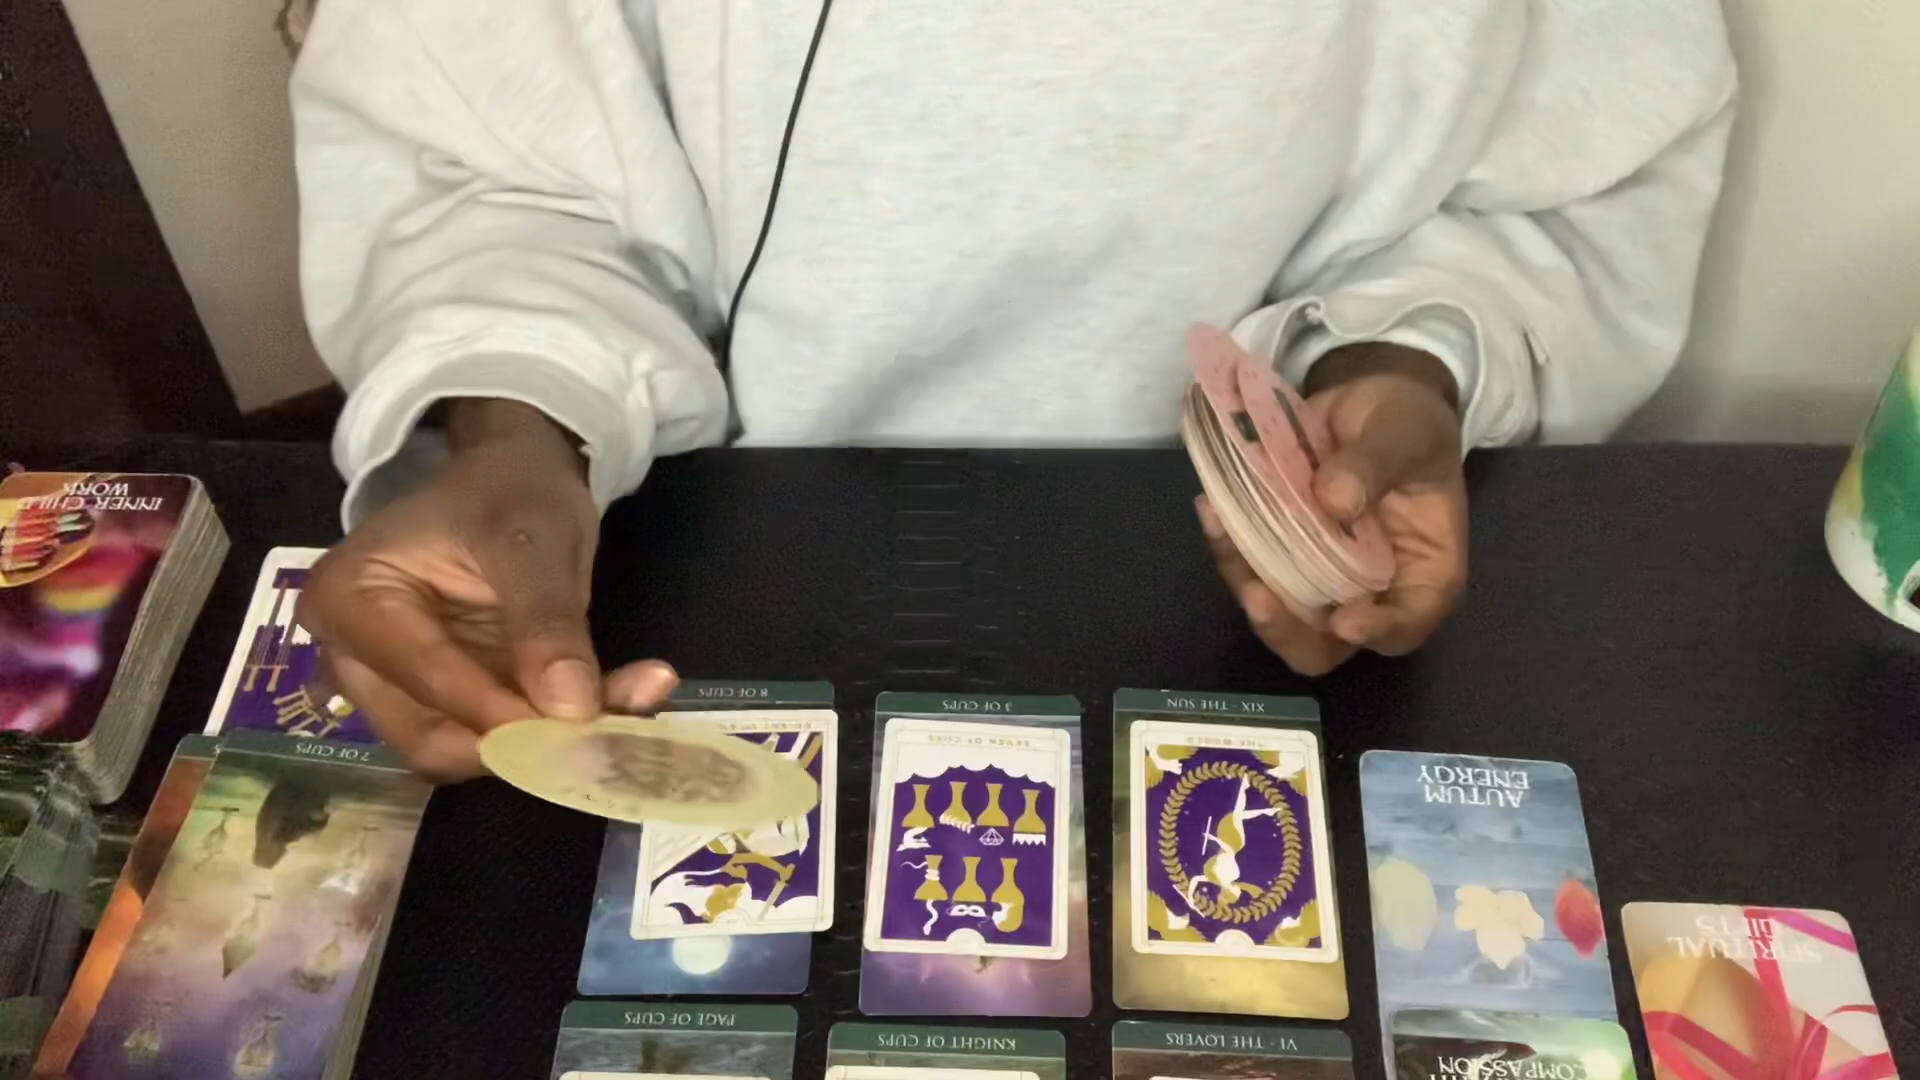 INNER CHILD
WORK
7 OF CUPS
8 OF CUPS
3 OF CUPS
SEVEN OF CUPS
XIX - THE SUN
THE WORLD
AUTUM
ENERGY
SPIRITUAL
GIFTS
PAGE OF CUPS
KNIGHT OF CUPS
VI - THE LOVERS
COMPASSION